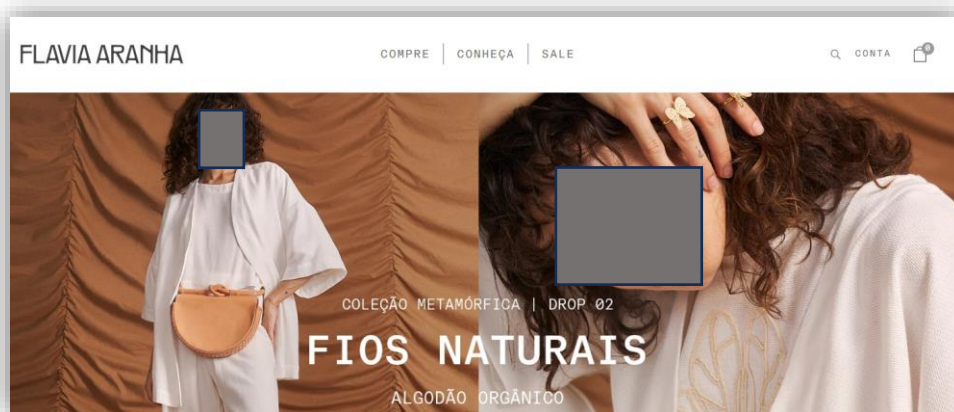 FLAVIA ARANHA
COMPRE | CONHEÇA | SALE
CONTA
0
COLEÇÃO METAMÓRFICA | DROP 02
FIOS NATURAIS
ALGODÃO ORGÂNICO